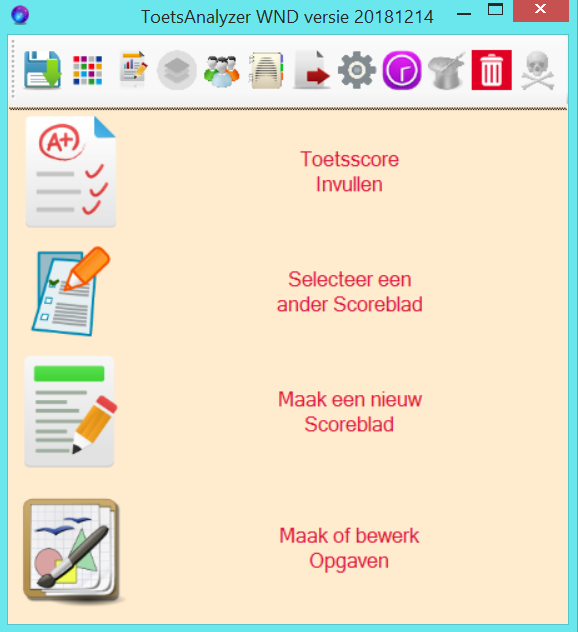 ToetsAnalyzer WND versie 20181214
A+
Toetsscore
Invullen
Selecteer een
ander Scoreblad
Maak een nieuw
Scoreblad
Maak of bewerk
Opgaven